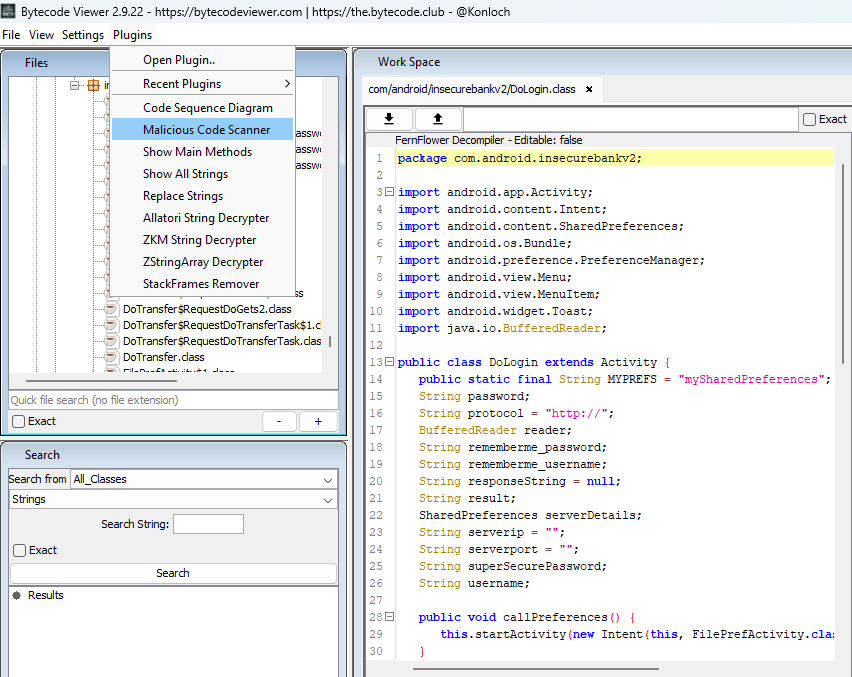 Bytecode Viewer 2.9.22 - https://bytecodeviewer.com | https://the.bytecode.club - @Konloch
File View Settings Plugins
Files
Open Plugin..
Recent Plugins
Code Sequence Diagram
Malicious Code Scanner
Show Main Methods
Show All Strings
Replace Strings
Allatori String Decrypter
ZKM String Decrypter
ZStringArray Decrypter
StackFrames Remover
DoTransfer$RequestDoGets2.class
DoTransfer$RequestDoTransferTask$1.c
DoTransfer$RequestDoTransferTask.clas
DoTransfer.class
FilePrefActivity$1.class
Quick file search (no file extension)
Exact - +
Search
Search from All_Classes
Strings
Search String:
Exact
Search
Results
Work Space
com/android/insecurebankv2/DoLogin.class ×
Exact
FernFlower Decompiler - Editable: false
1 package com.android.insecurebankv2;
2
3 import android.app.Activity;
4 import android.content.Intent;
5 import android.content.SharedPreferences;
6 import android.os.Bundle;
7 import android.preference.PreferenceManager;
8 import android.view.Menu;
9 import android.view.MenuItem;
10 import android.widget.Toast;
11 import java.io.BufferedReader;
12
13 public class DoLogin extends Activity {
14 public static final String MYPREFS = "mySharedPreferences";
15 String password;
16 String protocol = "http://";
17 BufferedReader reader;
18 String rememberme_password;
19 String rememberme_username;
20 String responseString = null;
21 String result;
22 SharedPreferences serverDetails;
23 String serverip = "";
24 String serverport = "";
25 String superSecurePassword;
26 String username;
27
28 public void callPreferences() {
29 this.startActivity(new Intent(this, FilePrefActivity.clas
30 }